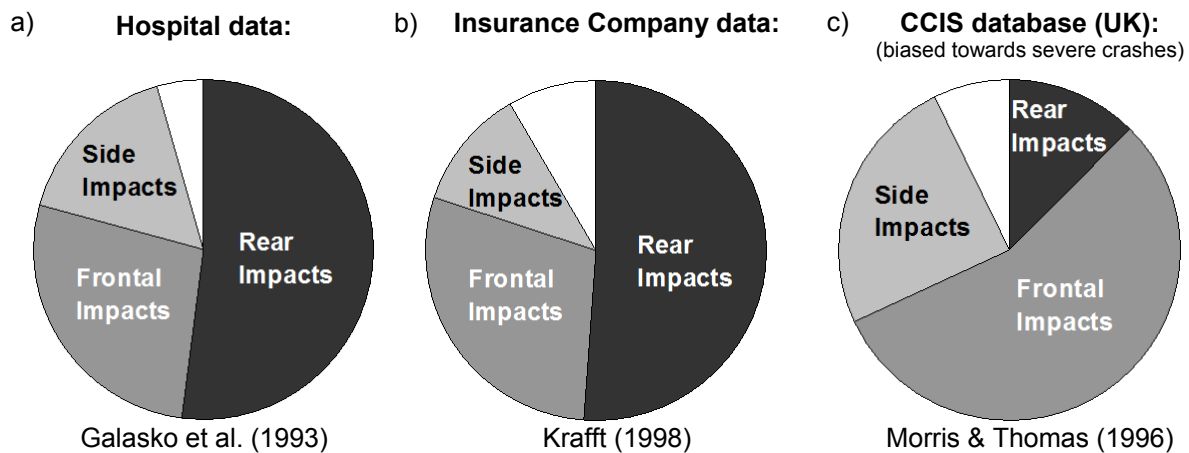 a)
Hospital data:
Side
Impacts
Rear
Impacts
Frontal
Impacts
Galasko et al. (1993)
b)
Insurance Company data:
Side
Impacts
Rear
Impacts
Frontal
Impacts
Krafft (1998)
c)
CCIS database (UK):
(biased towards severe crashes)
Rear
Impacts
Side
Impacts
Frontal
Impacts
Morris & Thomas (1996)